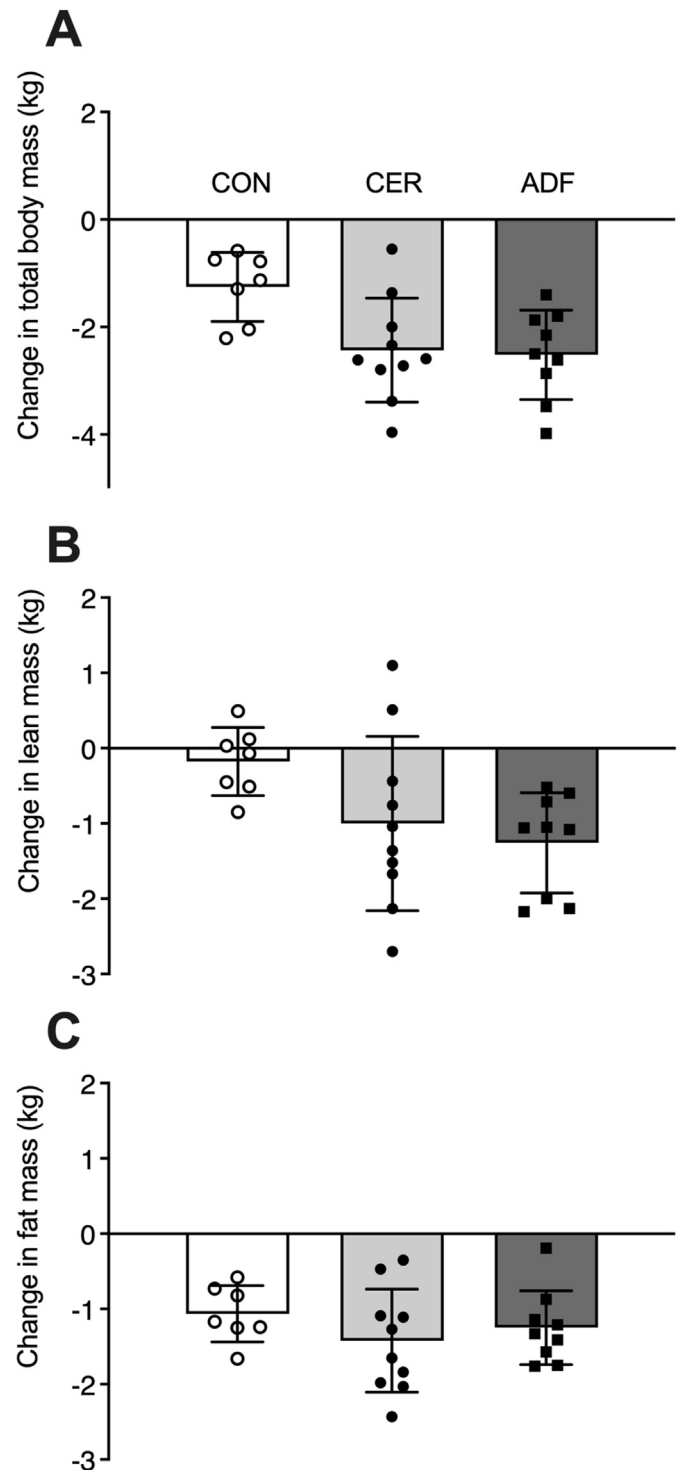 A
Change in total body mass (kg)
2
0
-2
-4
CON CER ADF
B
Change in lean mass (kg)
2
1
0
-1
-2
-3
C
Change in fat mass (kg)
2
1
0
-1
-2
-3